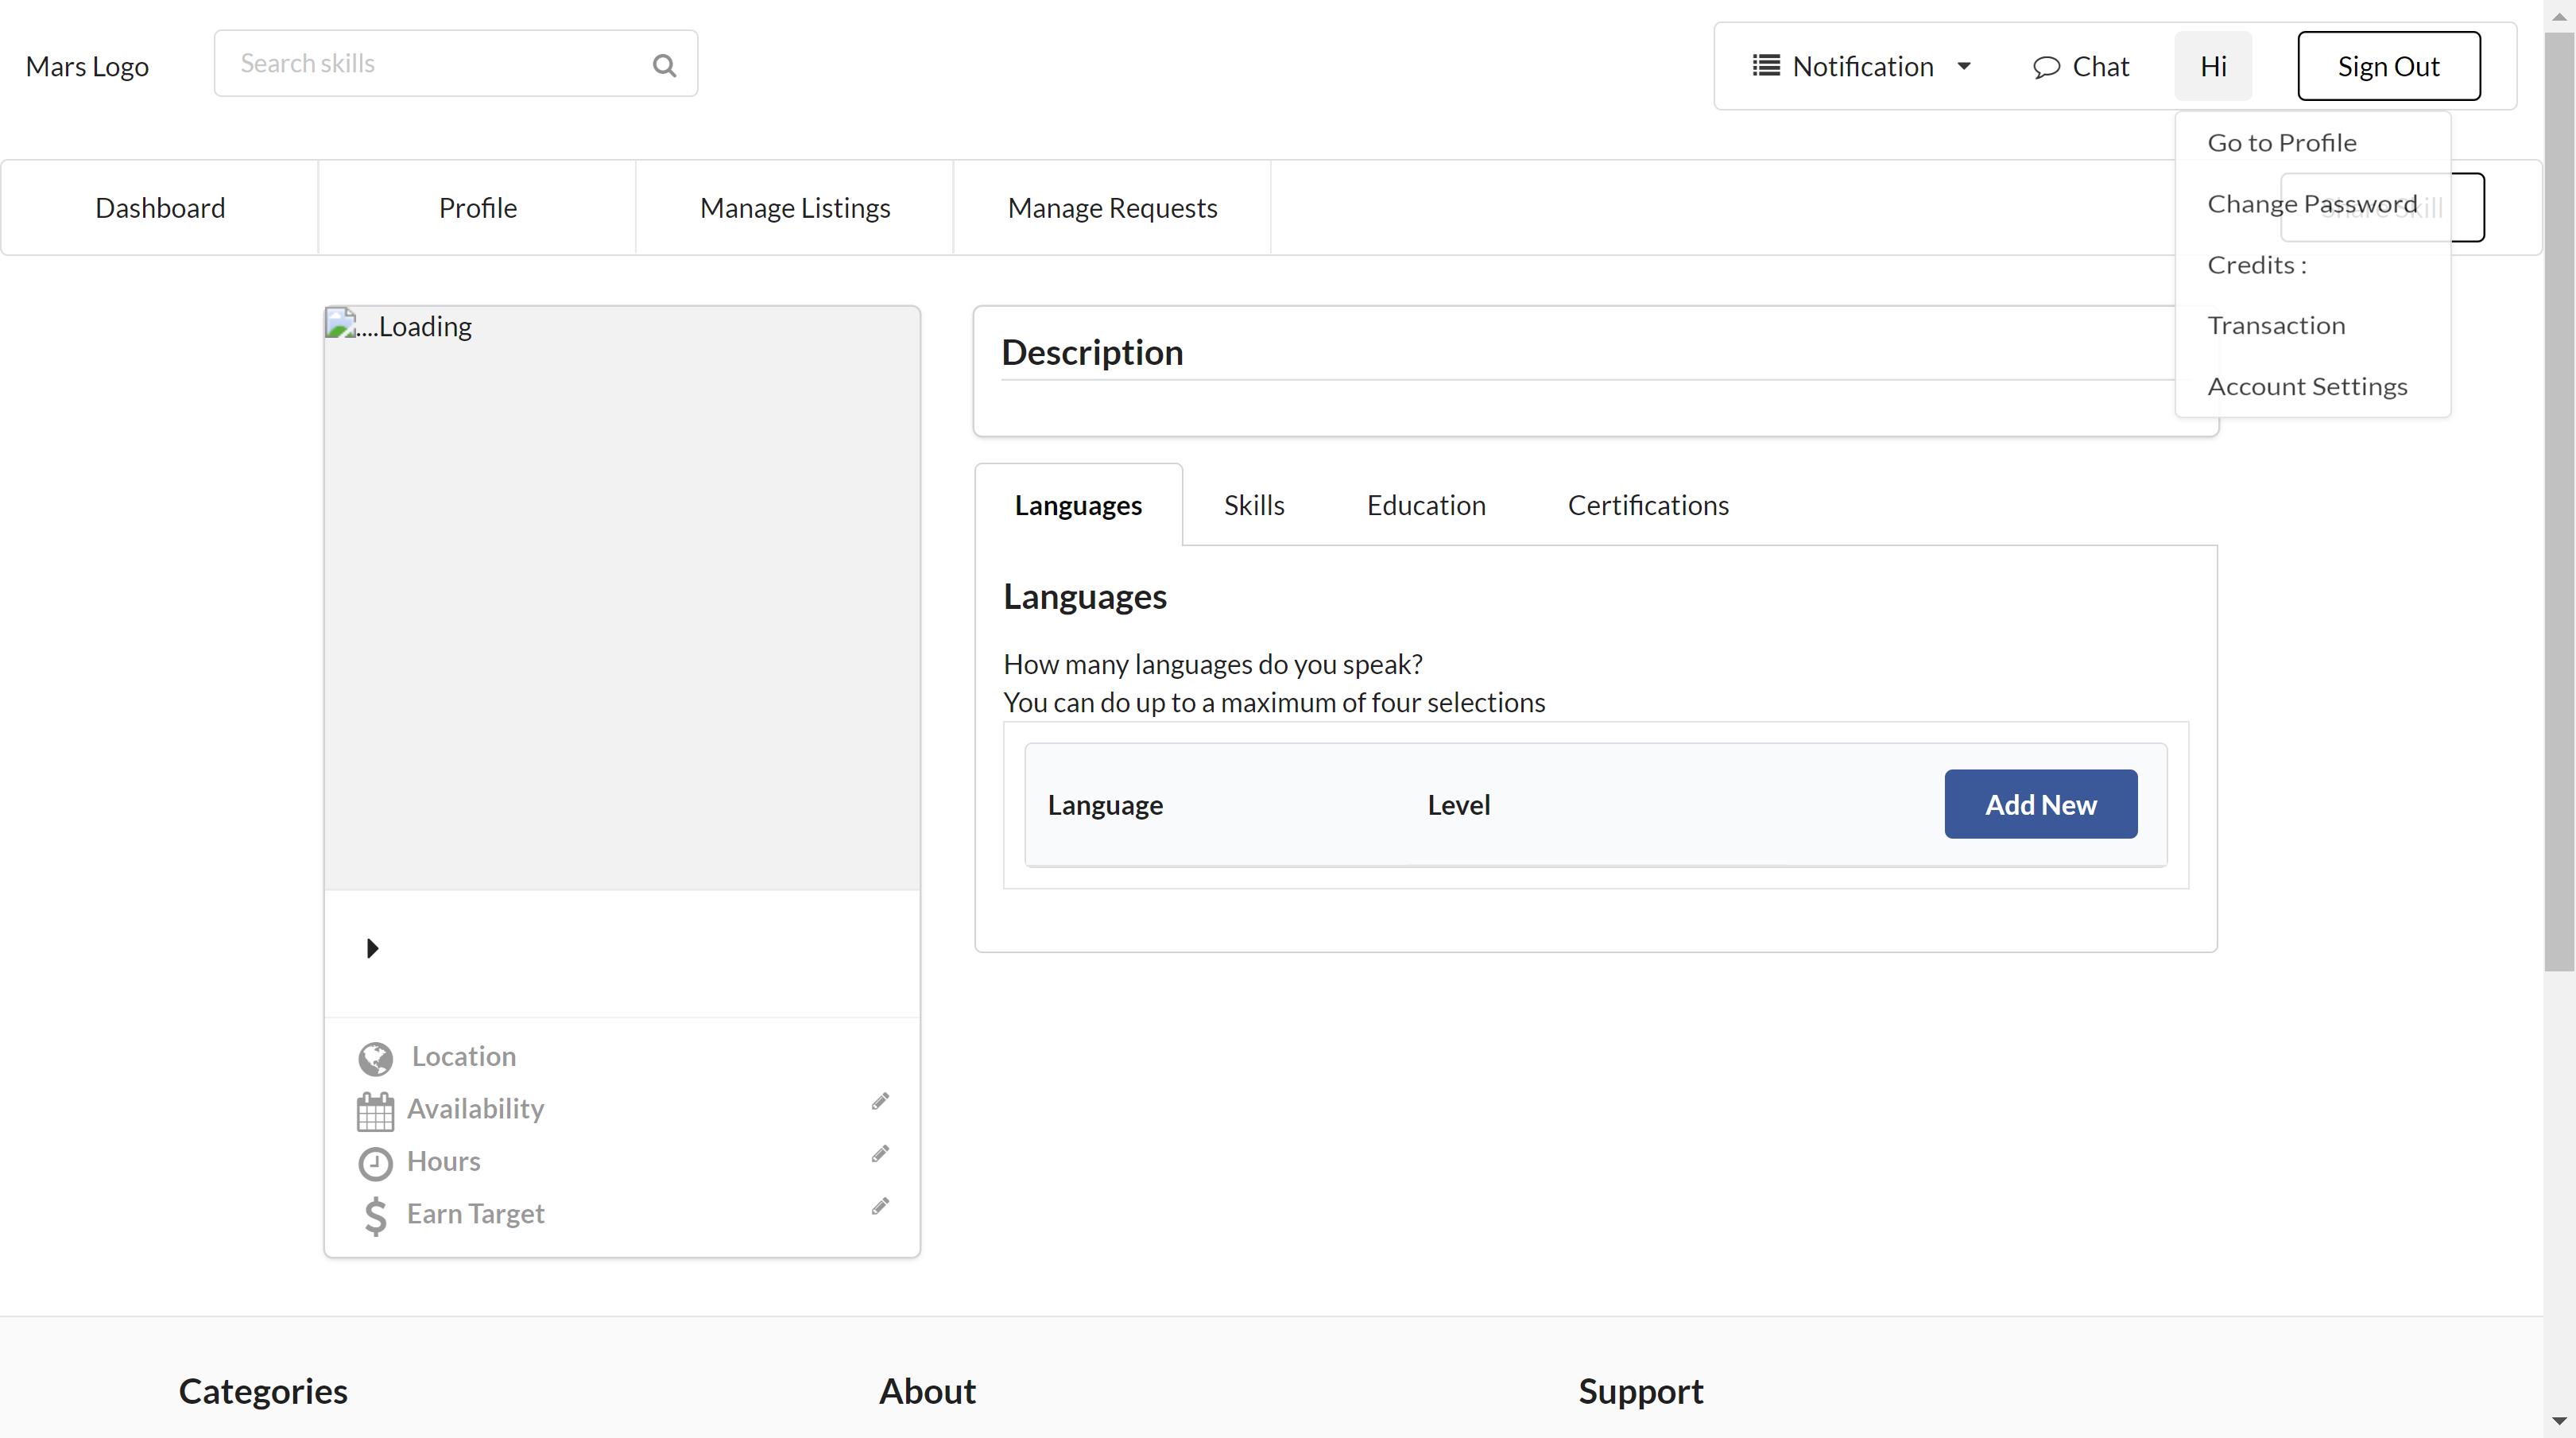 Mars Logo
Search skills
Notification
Chat
Hi
Sign Out
Go to Profile
Change Password
Credits :
Transaction
Account Settings
Dashboard
Profile
Manage Listings
Manage Requests
Share Skill
....Loading
Description
Languages
Skills
Education
Certifications
Languages
How many languages do you speak?
You can do up to a maximum of four selections
Language
Level
Add New
Location
Availability
Hours
Earn Target
Categories
About
Support